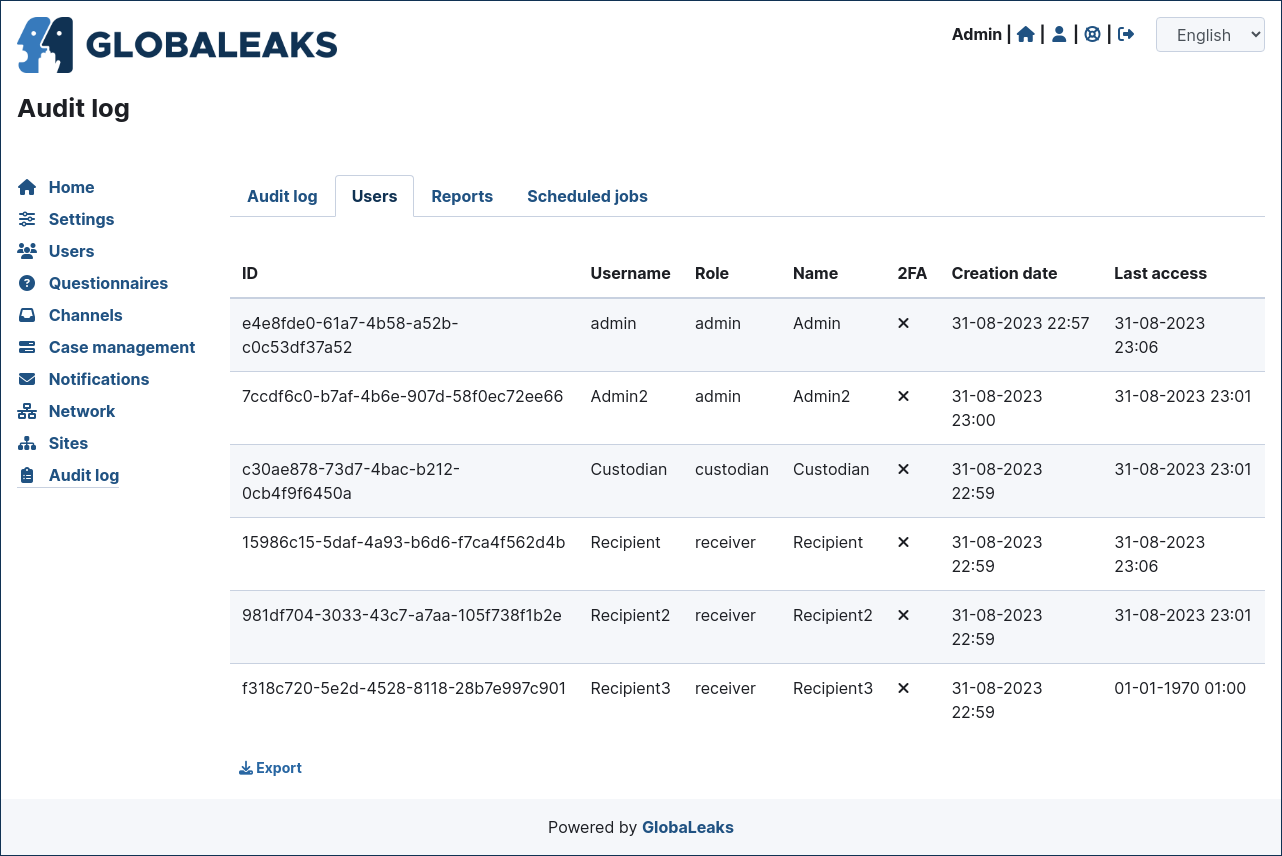 GLOBALEAKS
Admin | | | |
English
Audit log
Home
Settings
Users
Questionnaires
Channels
Case management
Notifications
Network
Sites
Audit log
Audit log Users Reports Scheduled jobs
ID Username Role Name 2FA Creation date Last access
e4e8fde0-61a7-4b58-a52b- admin admin Admin 31-08-2023 22:57 31-08-2023
c0c53df37a52 23:06
7ccdf6c0-b7af-4b6e-907d-58f0ec72ee66 Admin2 admin Admin2 31-08-2023 31-08-2023 23:01
23:00
c30ae878-73d7-4bac-b212- Custodian custodian Custodian 31-08-2023 31-08-2023 23:01
0cb4f9f6450a 22:59
15986c15-5daf-4a93-b6d6-f7ca4f562d4b Recipient receiver Recipient 31-08-2023 31-08-2023
22:59 23:06
981df704-3033-43c7-a7aa-105f738f1b2e Recipient2 receiver Recipient2 31-08-2023 31-08-2023 23:01
22:59
f318c720-5e2d-4528-8118-28b7e997c901 Recipient3 receiver Recipient3 31-08-2023 01-01-1970 01:00
22:59
Export
Powered by GlobaLeaks